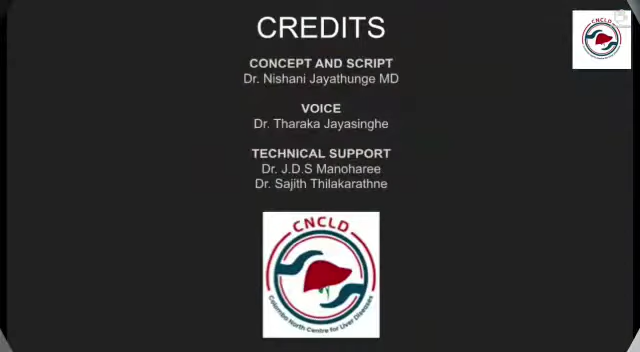 CREDITS
CNCLD
CONCEPT AND SCRIPT
Dr. Nishani Jayathunge MD
VOICE
Dr. Tharaka Jayasinghe
TECHNICAL SUPPORT
Dr. J.D.S Manoharee
Dr. Sajith Thilakarathne
CNCLD
Colombo North Centre for Liver Diseases